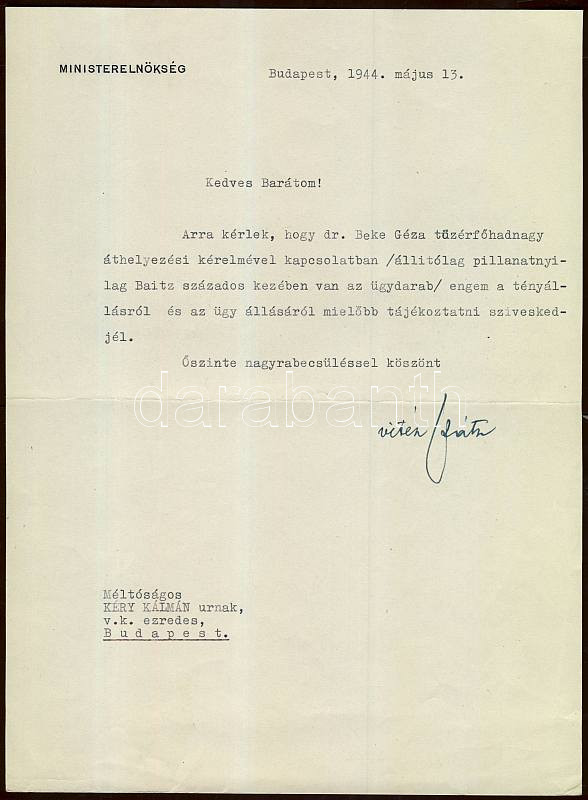 MINISTERELNÖKSÉG
Budapest, 1944. május 13.
Kedves Barátom!
Arra kérlek, hogy dr. Beke Géza tüzérfőhadnagy
áthelyezési kérelmével kapcsolatban /állitólag pillanatnyi-
lag Baitz százados kezében van az ügydarab/ engem a tényál-
lásról és az ügy állásáról mielőbb tájékoztatni szivesked-
jél.
Őszinte nagyrabecsüléssel köszönt
darabanth.com
vitéz
Méltóságos
KÉRY KÁLMÁN urnak,
v.k. ezredes,
Budapest.